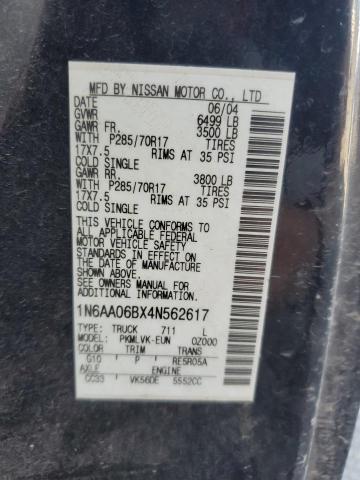 MFD BY NISSAN MOTOR CO., LTD
DATE 06/04
GVWR 6499 LB
GAWR FR. 3500 LB
WITH P285/70R17 TIRES
17X7.5 RIMS AT 35 PSI
COLD SINGLE
GAWR RR. 3800 LB
WITH P285/70R17 TIRES
17X7.5 RIMS AT 35 PSI
COLD SINGLE
THIS VEHICLE CONFORMS TO
ALL APPLICABLE FEDERAL
MOTOR VEHICLE SAFETY
STANDARDS IN EFFECT ON
THE DATE OF MANUFACTURE
SHOWN ABOVE.
SEE OWNERS MANUAL FOR
ADDITIONAL INFORMATION.
1N6AA06BX4N562617
TYPE: TRUCK 711 L
MODEL: PKMLVK-EUN 0Z000
COLOR TRIM TRANS
G10 P RE5R05A
AXLE ENGINE
CC33 VK56DE 5552CC